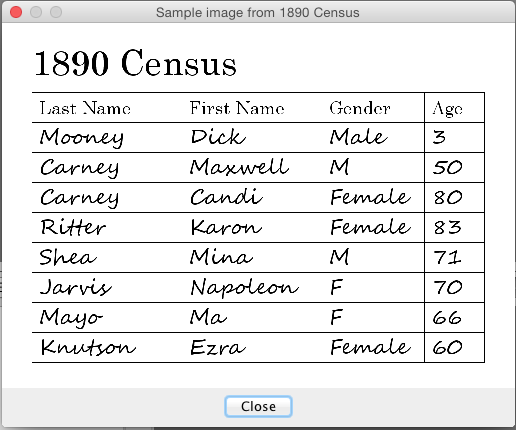 Sample image from 1890 Census
1890 Census
Last Name First Name Gender Age
Mooney Dick Male 3
Carney Maxwell M 50
Carney Candi Female 80
Ritter Karon Female 83
Shea Mina M 71
Jarvis Napoleon F 70
Mayo Ma F 66
Knutson Ezra Female 60
Close